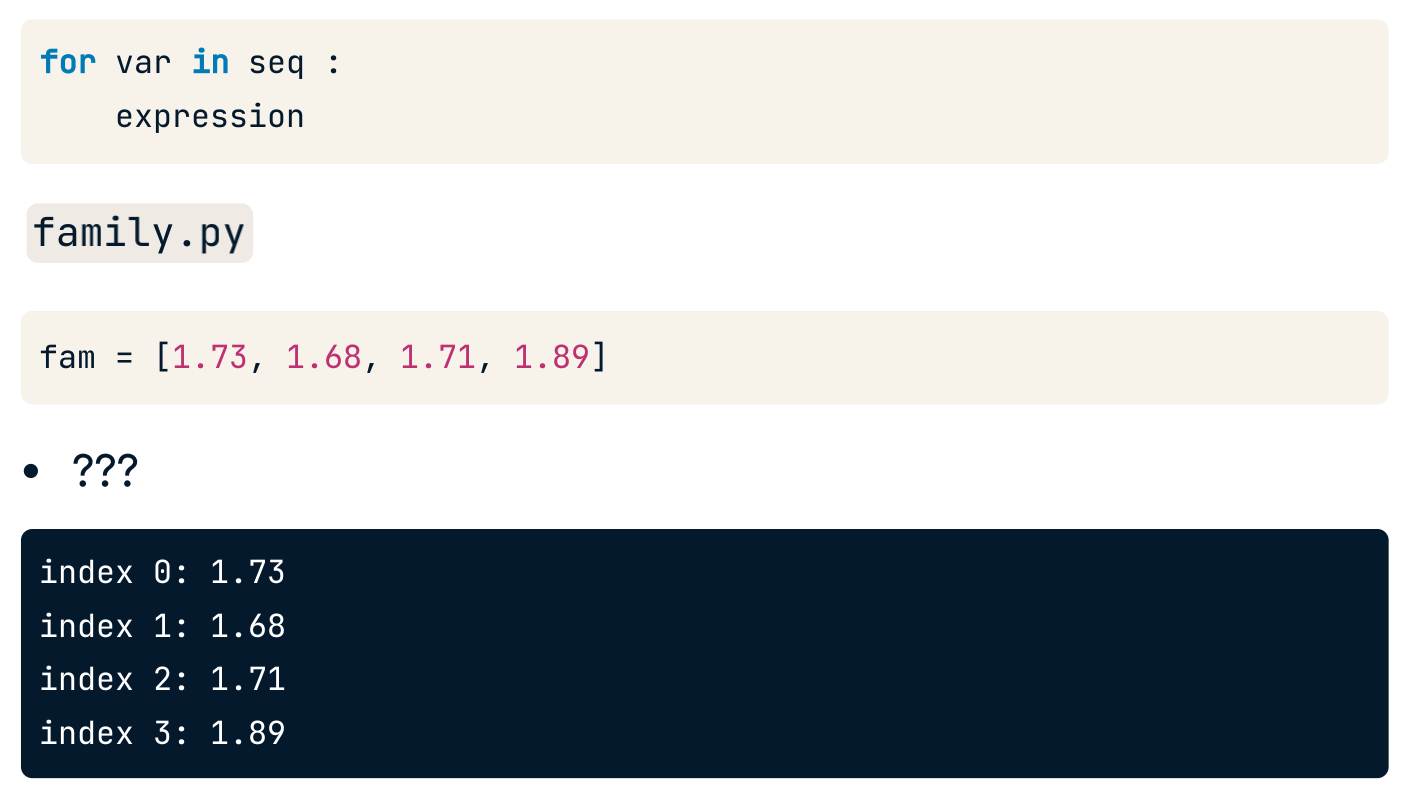 for var in seq :
    expression
family.py
fam = [1.73, 1.68, 1.71, 1.89]
• ???
index 0: 1.73
index 1: 1.68
index 2: 1.71
index 3: 1.89